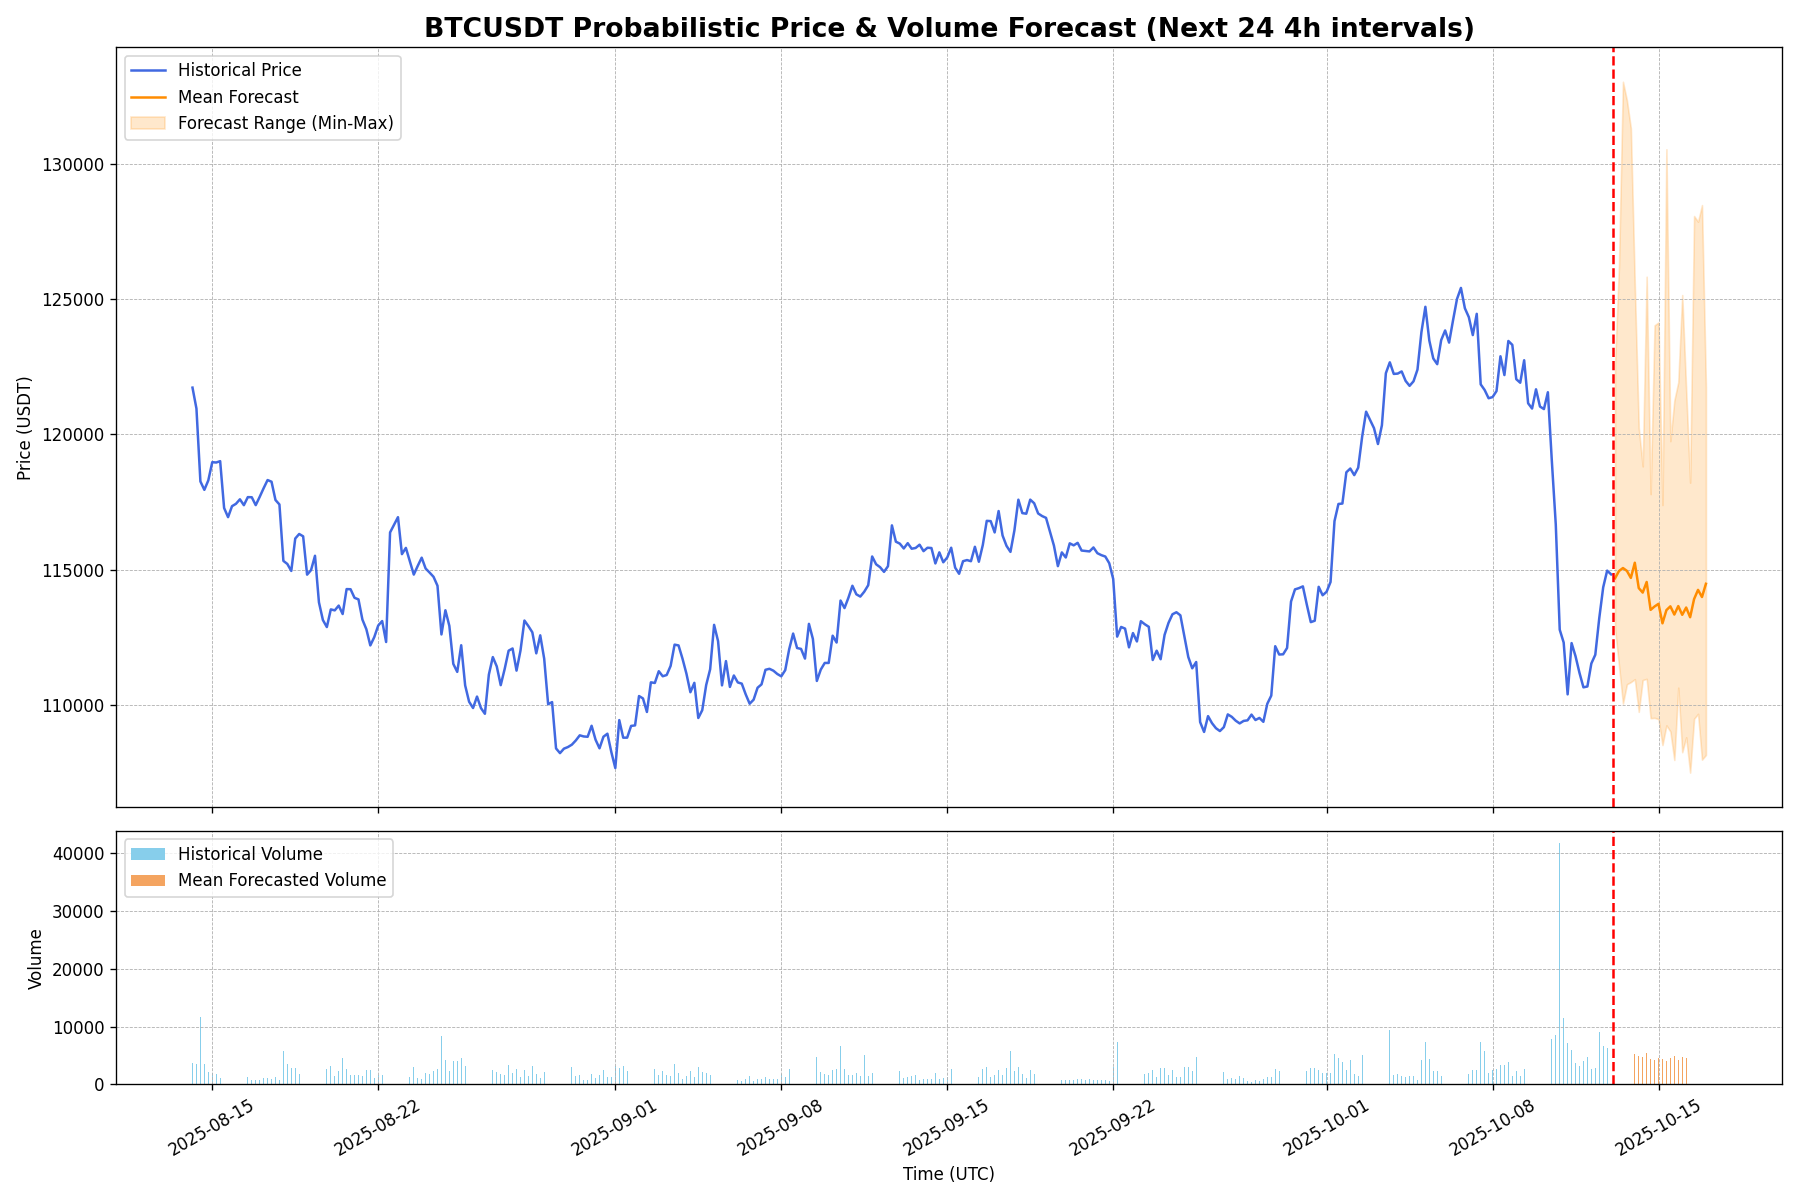 BTCUSDT Probabilistic Price & Volume Forecast (Next 24 4h intervals)
Historical Price
Mean Forecast
Forecast Range (Min-Max)
130000
125000
120000
115000
110000
Price (USDT)
Historical Volume
Mean Forecasted Volume
40000
30000
20000
10000
0
Volume
2025-08-15
2025-08-22
2025-09-01
2025-09-08
2025-09-15
2025-09-22
2025-10-01
2025-10-08
2025-10-15
Time (UTC)